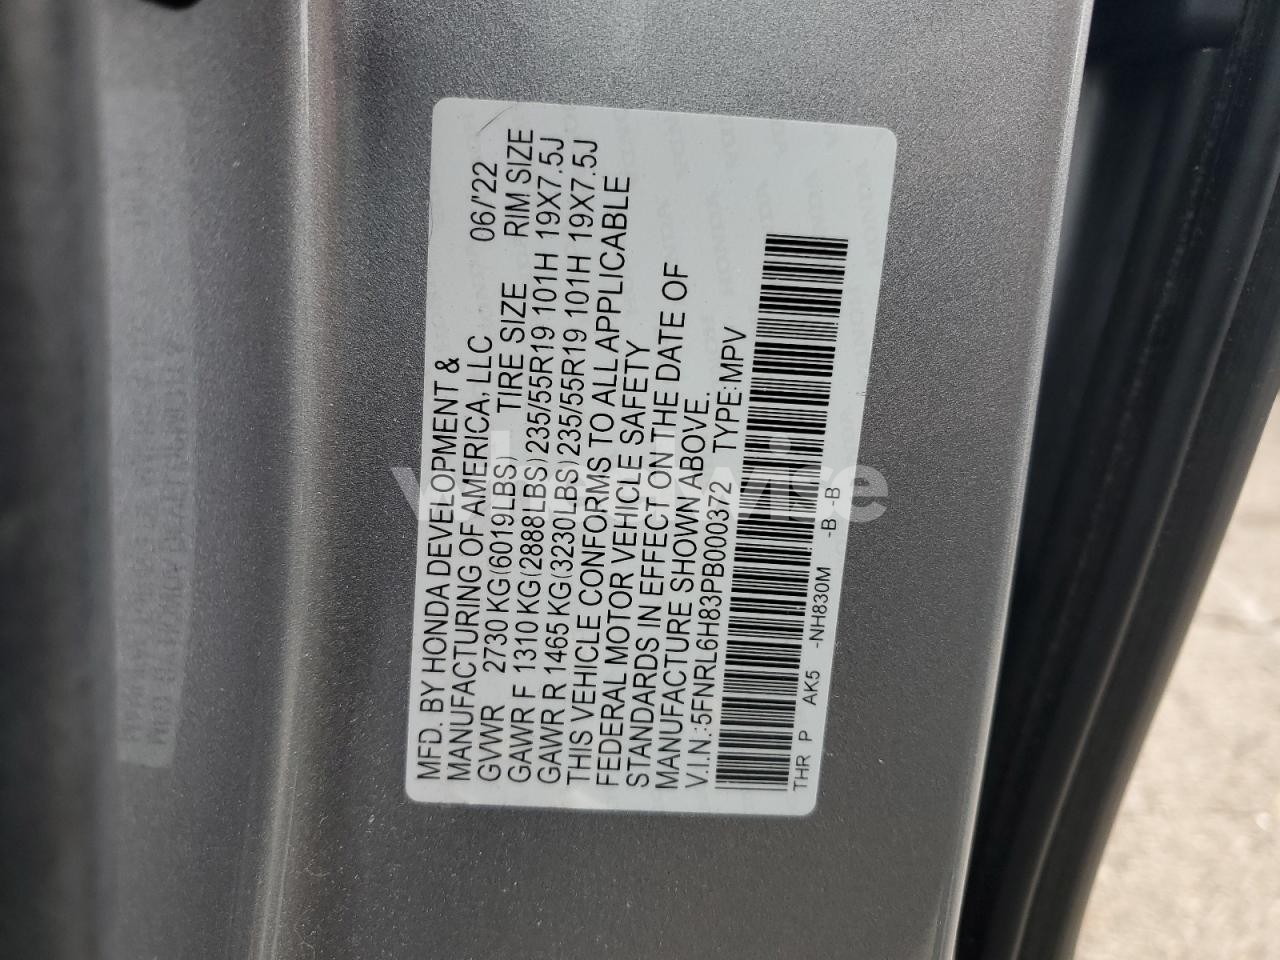 MFD. BY HONDA DEVELOPMENT &
MANUFACTURING OF AMERICA, LLC 06/'22
GVWR 2730 KG(6019LBS) TIRE SIZE RIM SIZE
GAWR F 1310 KG(2888LBS)235/55R19 101H 19X7.5J
GAWR R 1465 KG(3230LBS)235/55R19 101H 19X7.5J
THIS VEHICLE CONFORMS TO ALL APPLICABLE
FEDERAL MOTOR VEHICLE SAFETY
STANDARDS IN EFFECT ON THE DATE OF
MANUFACTURE SHOWN ABOVE.
V.I.N.:5FNRL6H83PB000372 TYPE:MPV
THR P AK5 -NH830M -B -B